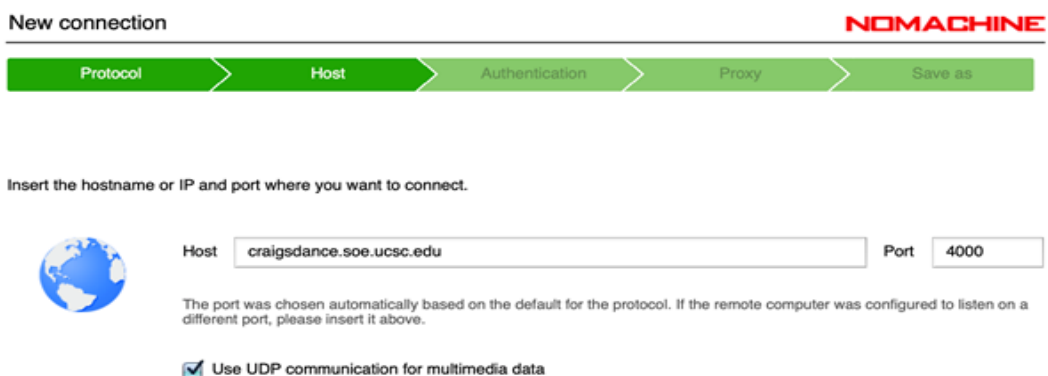 New connection
NOMACHINE
Protocol
Host
Authentication
Proxy
Save as
Insert the hostname or IP and port where you want to connect.
Host craigsdance.soe.ucsc.edu Port 4000
The port was chosen automatically based on the default for the protocol. If the remote computer was configured to listen on a
different port, please insert it above.
Use UDP communication for multimedia data